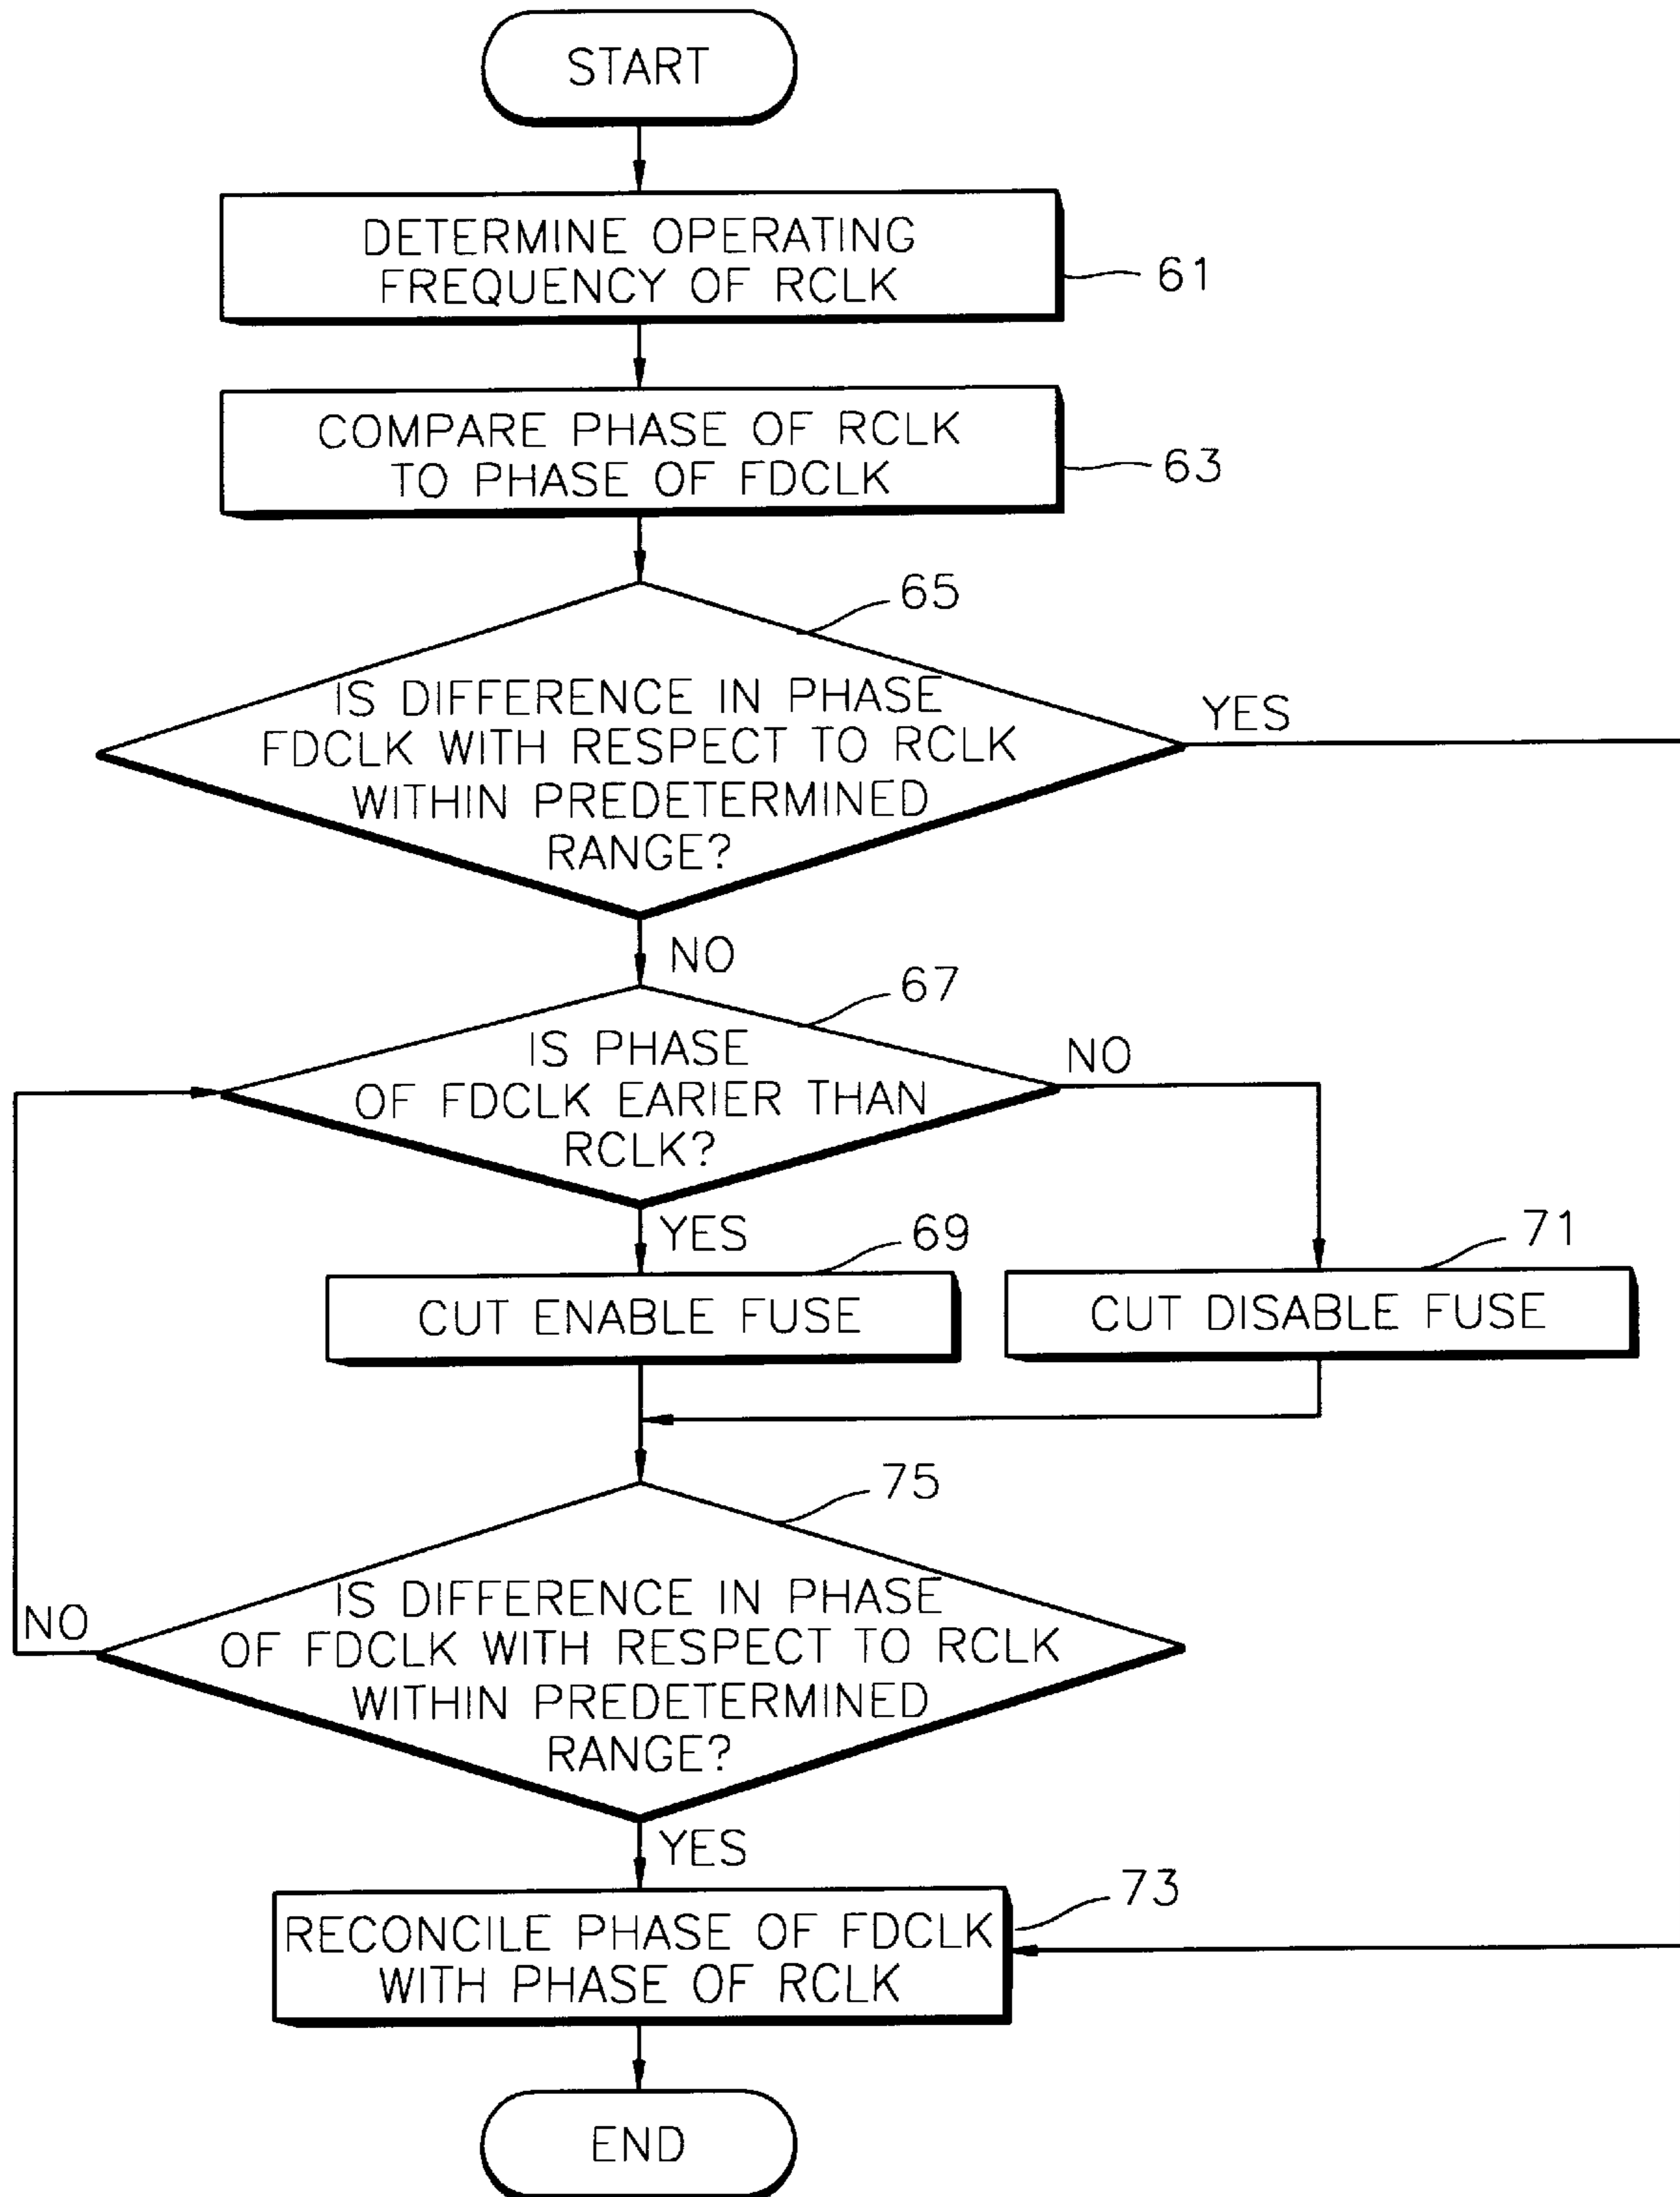 START
DETERMINE OPERATING
FREQUENCY OF RCLK
61
COMPARE PHASE OF RCLK
TO PHASE OF FDCLK
63
65
IS DIFFERENCE IN PHASE
FDCLK WITH RESPECT TO RCLK
WITHIN PREDETERMINED
RANGE?
YES
NO
67
IS PHASE
OF FDCLK EARIER THAN
RCLK?
NO
YES
69
CUT ENABLE FUSE
71
CUT DISABLE FUSE
75
IS DIFFERENCE IN PHASE
OF FDCLK WITH RESPECT TO RCLK
WITHIN PREDETERMINED
RANGE?
NO
YES
73
RECONCILE PHASE OF FDCLK
WITH PHASE OF RCLK
END